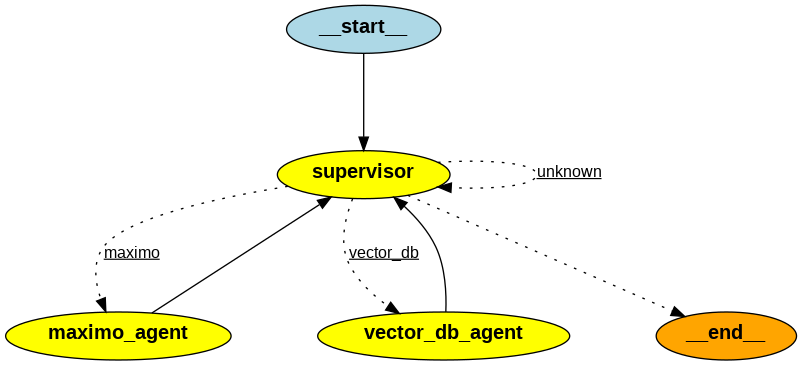 __start__
supervisor
unknown
maximo
vector_db
maximo_agent
vector_db_agent
__end__